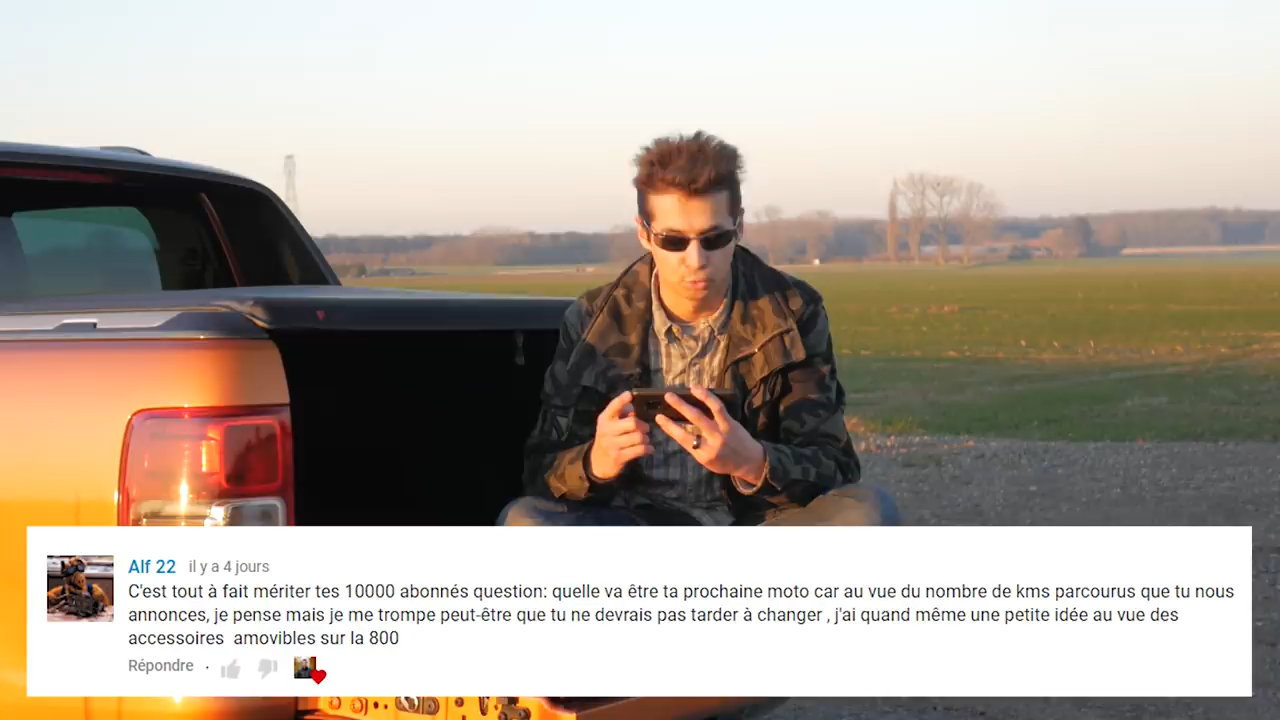 Alf 22 il y a 4 jours
C'est tout à fait mériter tes 10000 abonnés question: quelle va être ta prochaine moto car au vue du nombre de kms parcourus que tu nous
annonces, je pense mais je me trompe peut-être que tu ne devrais pas tarder a changer , j'ai quand même une petite idée au vue des
accessoires  amovibles sur la 800
Répondre ·